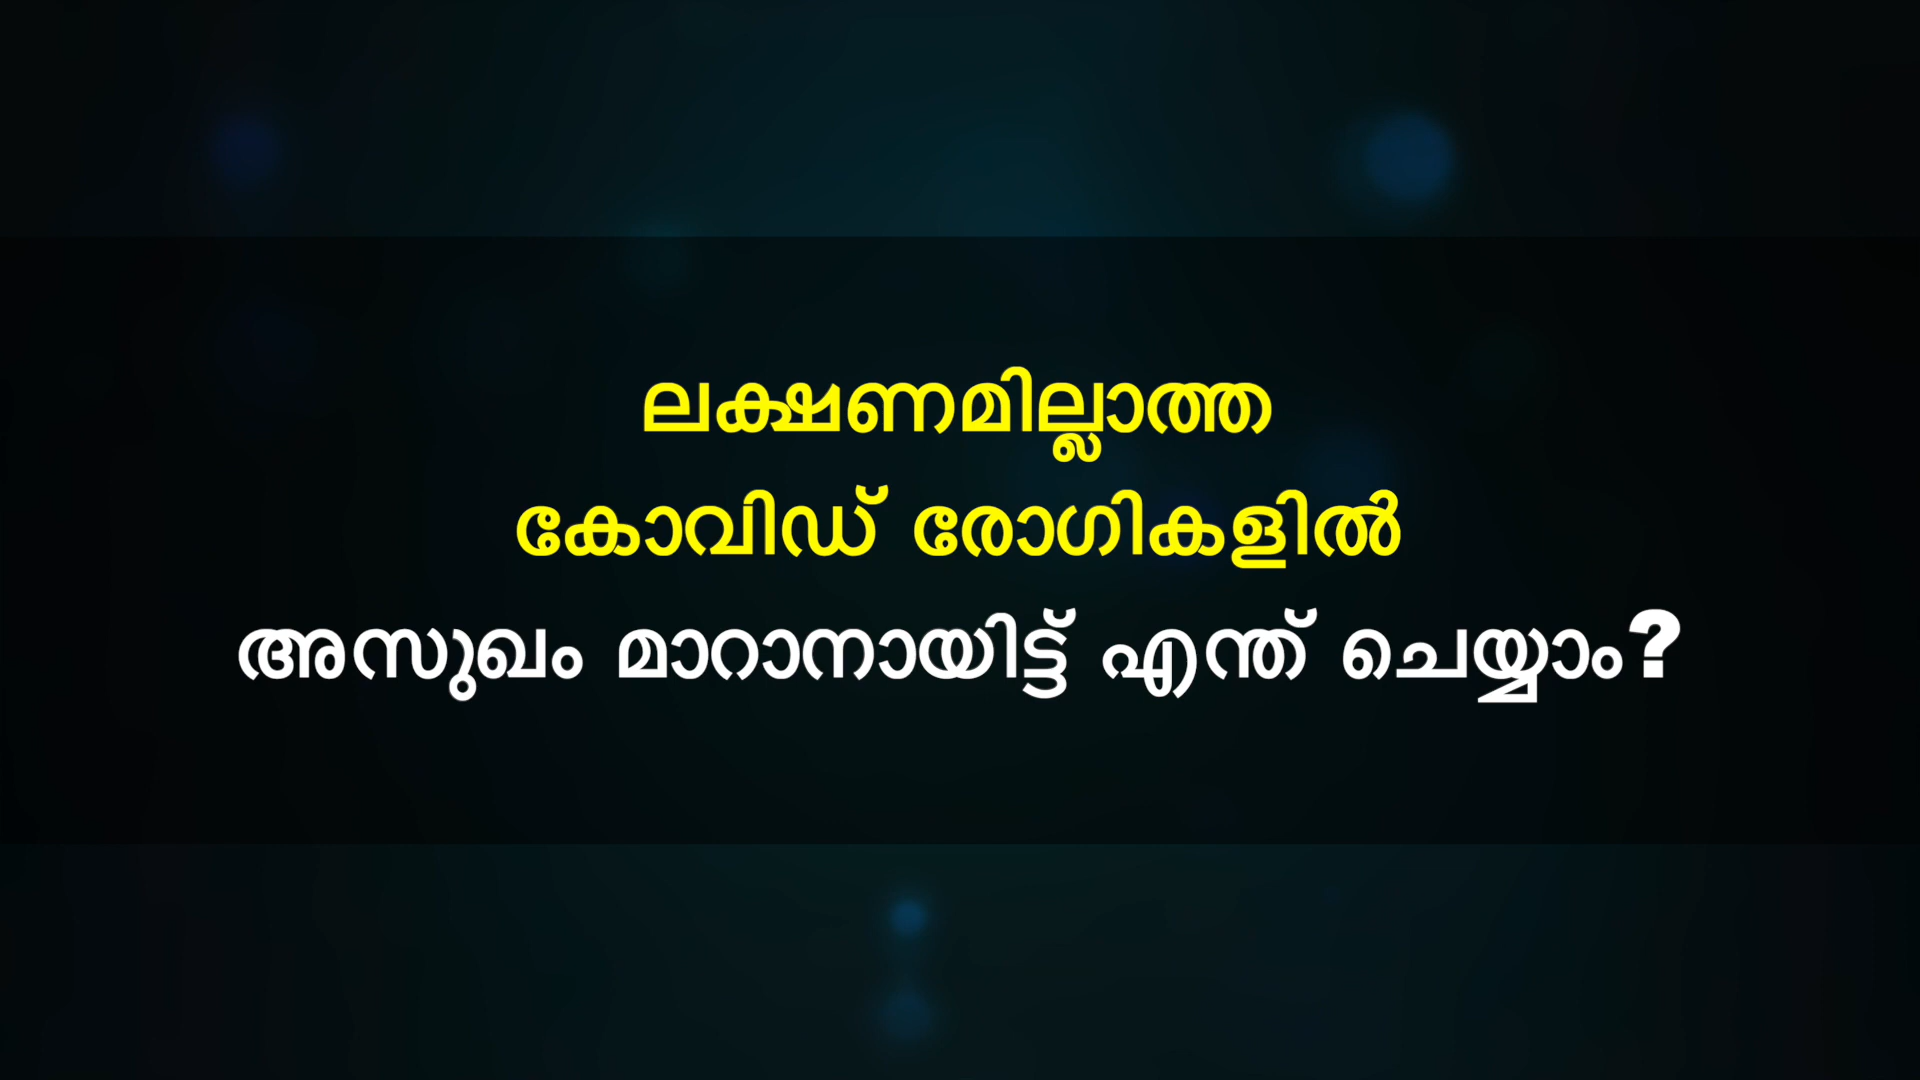 ലക്ഷണമില്ലാത്ത
കോവിഡ് രോഗികളിൽ
അസുഖം മാറാനായിട്ട് എന്ത് ചെയ്യാം?